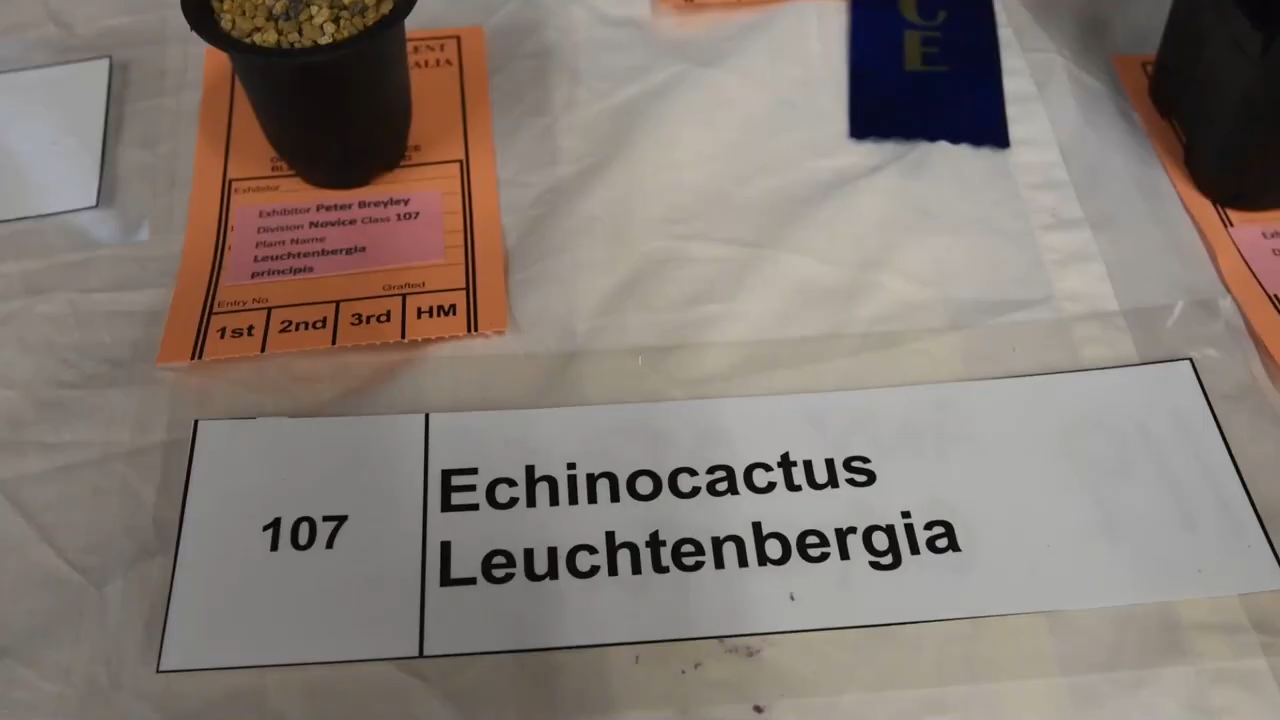 C
E
Exhibitor
Exhibitor Peter Breyley
Division Novice Class 107
Plant Name
Leuchtenbergia
principis
Grafted
Entry No.
1st 2nd 3rd HM
107
Echinocactus
Leuchtenbergia